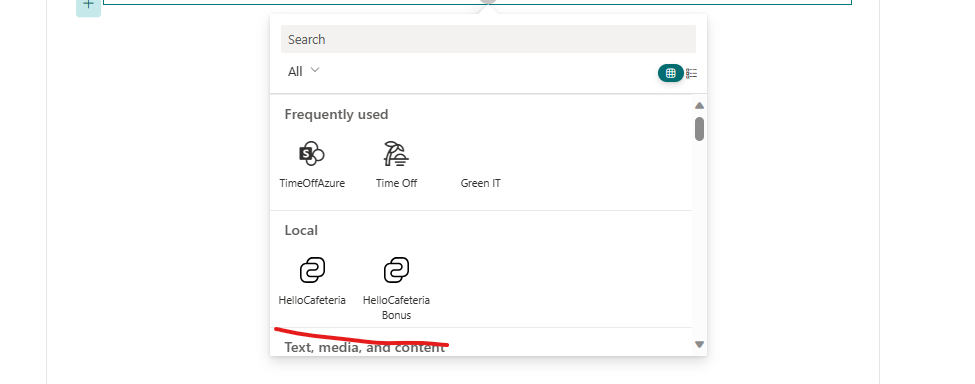 +
Search
All
Frequently used
S
TimeOffAzure
Time Off
Green IT
Local
HelloCafeteria
HelloCafeteria
Bonus
Text, media, and content